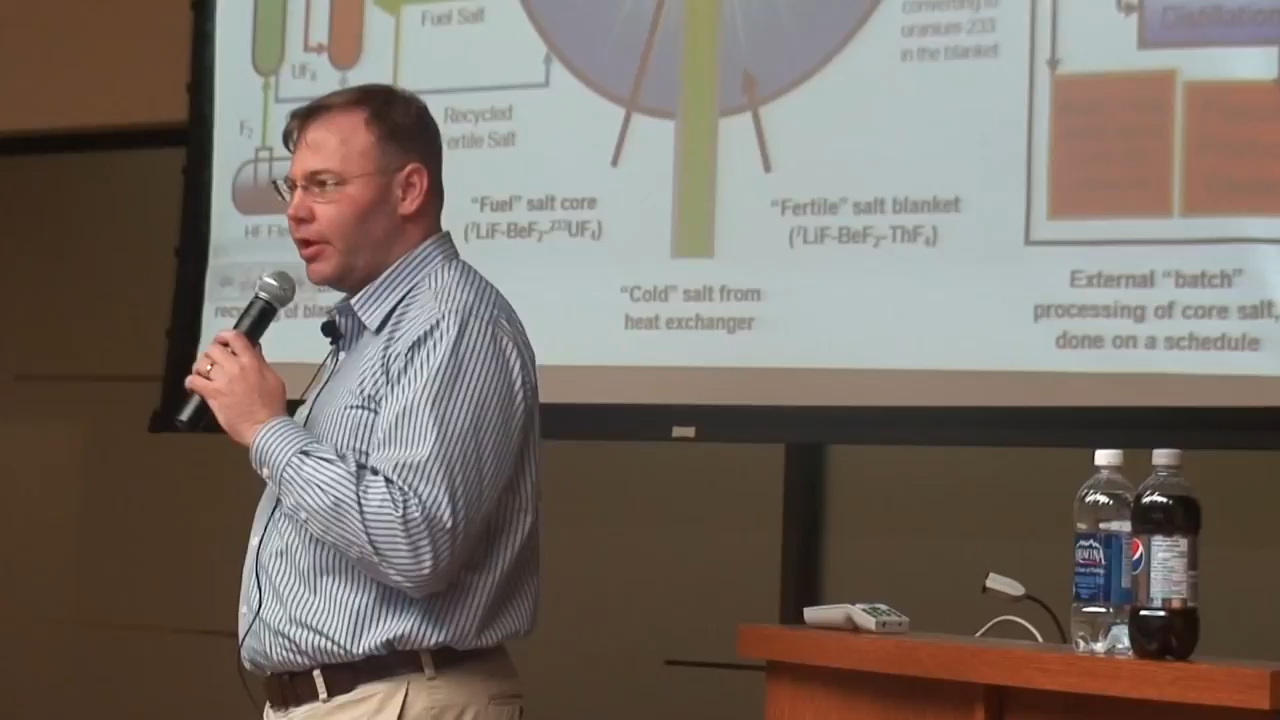 Fuel Salt
UF₆
F₂
Recycled
ertile Salt
HF
converting to
uranium-233
in the blanket
Distillation
"Fuel" salt core
(⁷LiF-BeF₂-²³³UF₄)
"Fertile" salt blanket
(⁷LiF-BeF₂-ThF₄)
"Cold" salt from
heat exchanger
External "batch"
processing of core salt,
done on a schedule